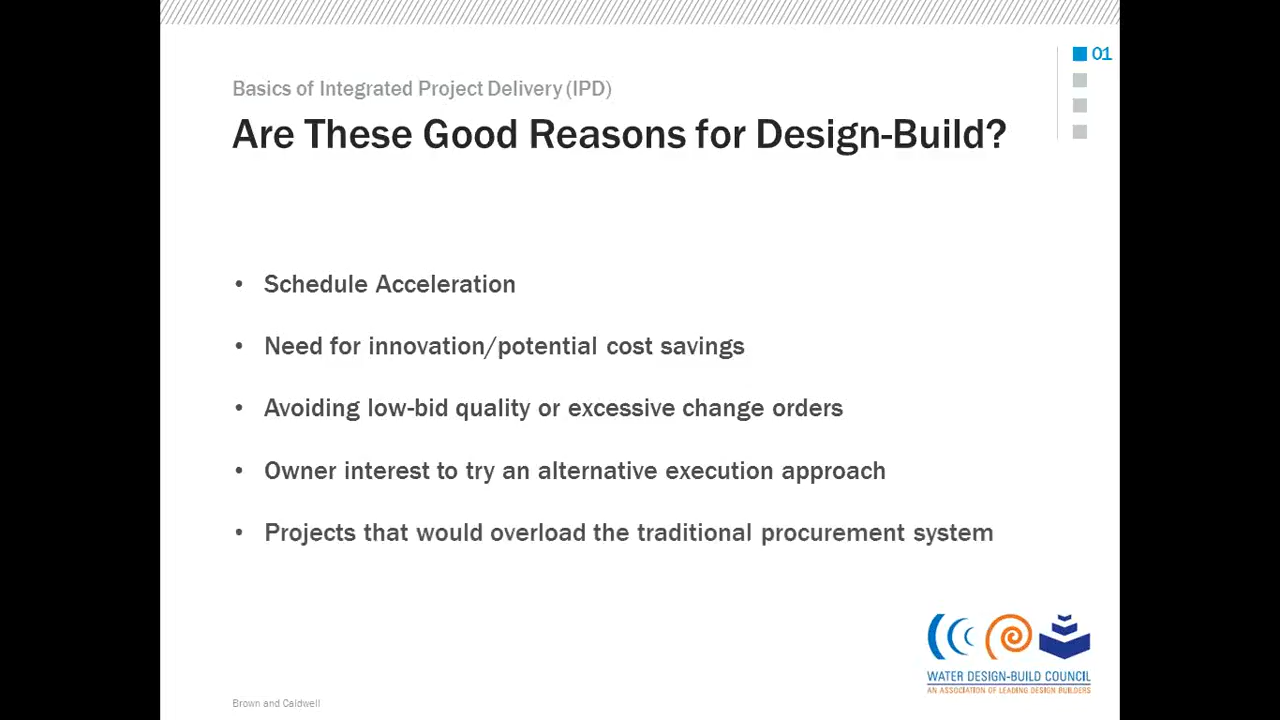 01
Basics of Integrated Project Delivery (IPD)
Are These Good Reasons for Design-Build?
• Schedule Acceleration
• Need for innovation/potential cost savings
• Avoiding low-bid quality or excessive change orders
• Owner interest to try an alternative execution approach
• Projects that would overload the traditional procurement system
WATER DESIGN-BUILD COUNCIL
AN ASSOCIATION OF LEADING DESIGN BUILDERS
Brown and Caldwell